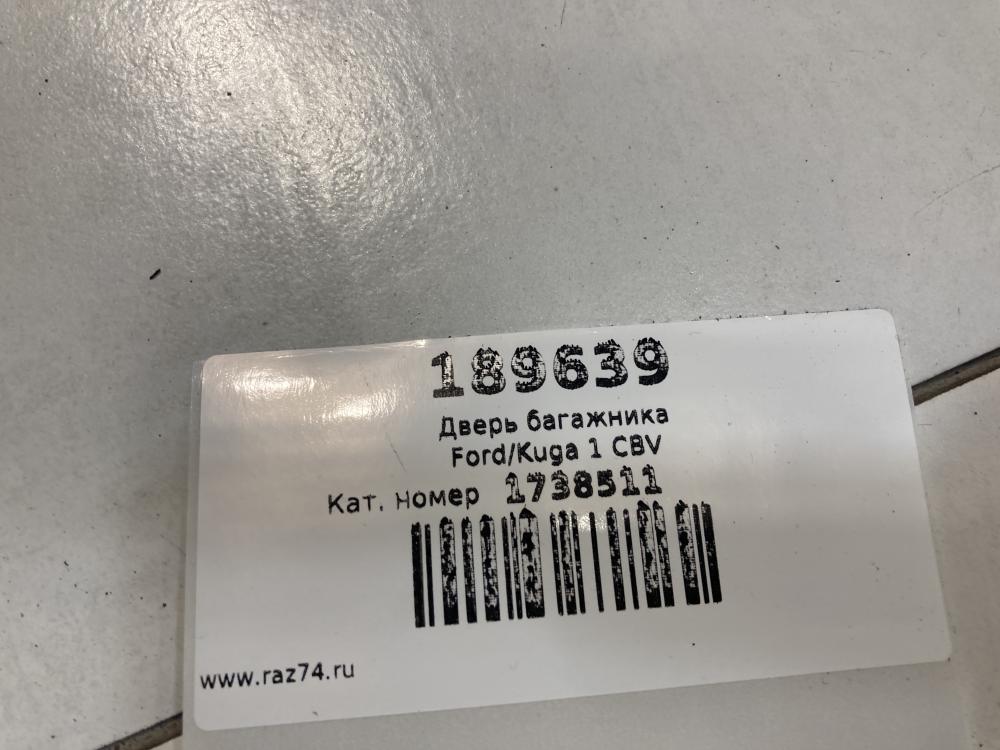 189639
Дверь багажника
Ford/Kuga 1 CBV
Кат. номер 1738511
www.raz74.ru